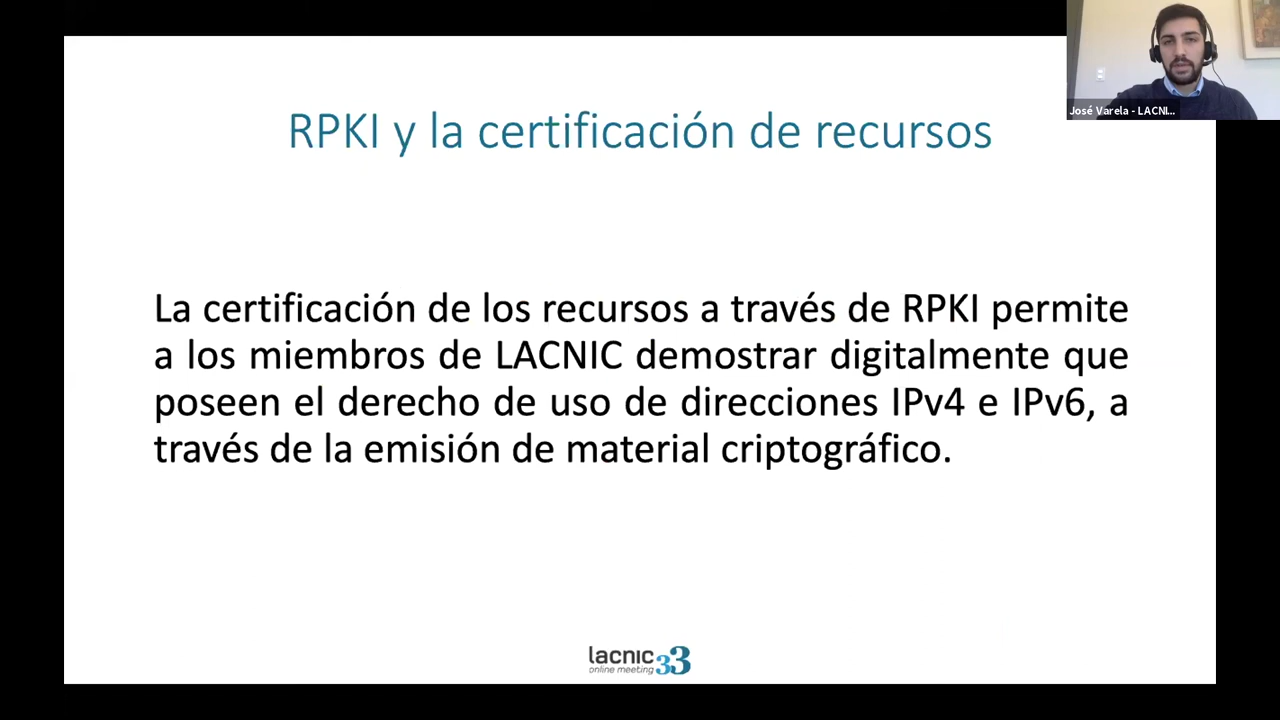 RPKI y la certificación de recursos
José Varela - LACNI...
La certificación de los recursos a través de RPKI permite
a los miembros de LACNIC demostrar digitalmente que
poseen el derecho de uso de direcciones IPv4 e IPv6, a
través de la emisión de material criptográfico.
lacnic 33
online meeting